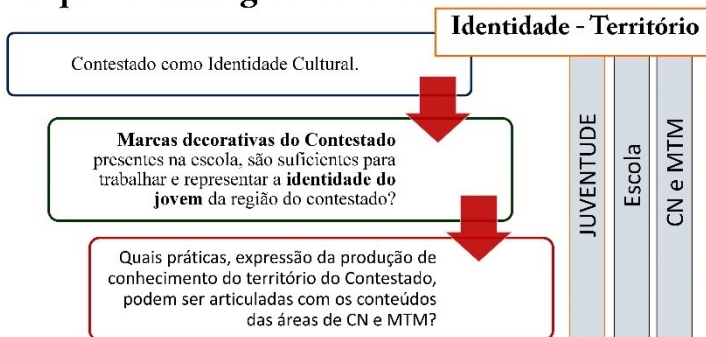 Identidade - Território
Contestado como Identidade Cultural.
Marcas decorativas do Contestado
presentes na escola, são suficientes para
trabalhar e representar a identidade do
jovem da região do contestado?
Quais práticas, expressão da produção de
conhecimento do território do Contestado,
podem ser articuladas com os conteúdos
das áreas de CN e MTM?
JUVENTUDE
Escola
CN e MTM